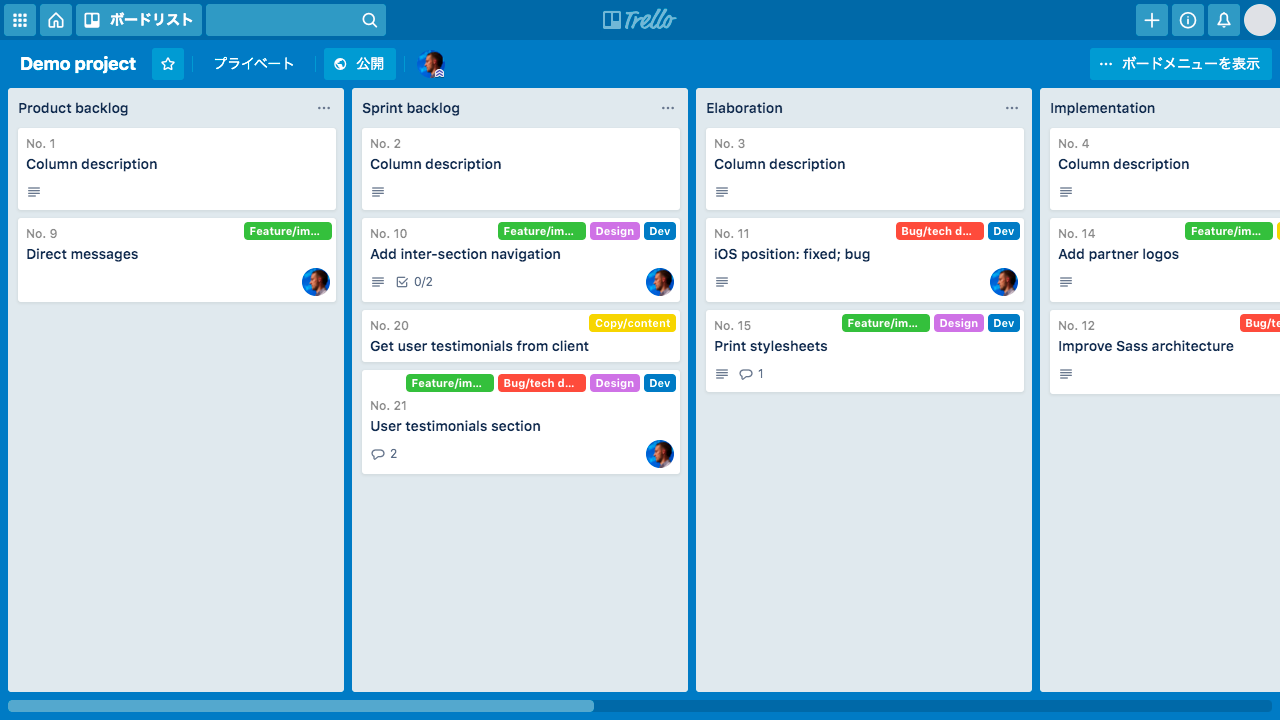 ボードリスト
Trello
Demo project
プライベート
公開
ボードメニューを表示
Product backlog
No. 1
Column description
Feature/im...
No. 9
Direct messages
Sprint backlog
No. 2
Column description
Feature/im... Design Dev
No. 10
Add inter-section navigation
0/2
Copy/content
No. 20
Get user testimonials from client
Feature/im... Bug/tech d... Design Dev
No. 21
User testimonials section
2
Elaboration
No. 3
Column description
Bug/tech d... Dev
No. 11
iOS position: fixed; bug
Feature/im... Design Dev
No. 15
Print stylesheets
1
Implementation
No. 4
Column description
Feature/im...
No. 14
Add partner logos
Bug/te
No. 12
Improve Sass architecture